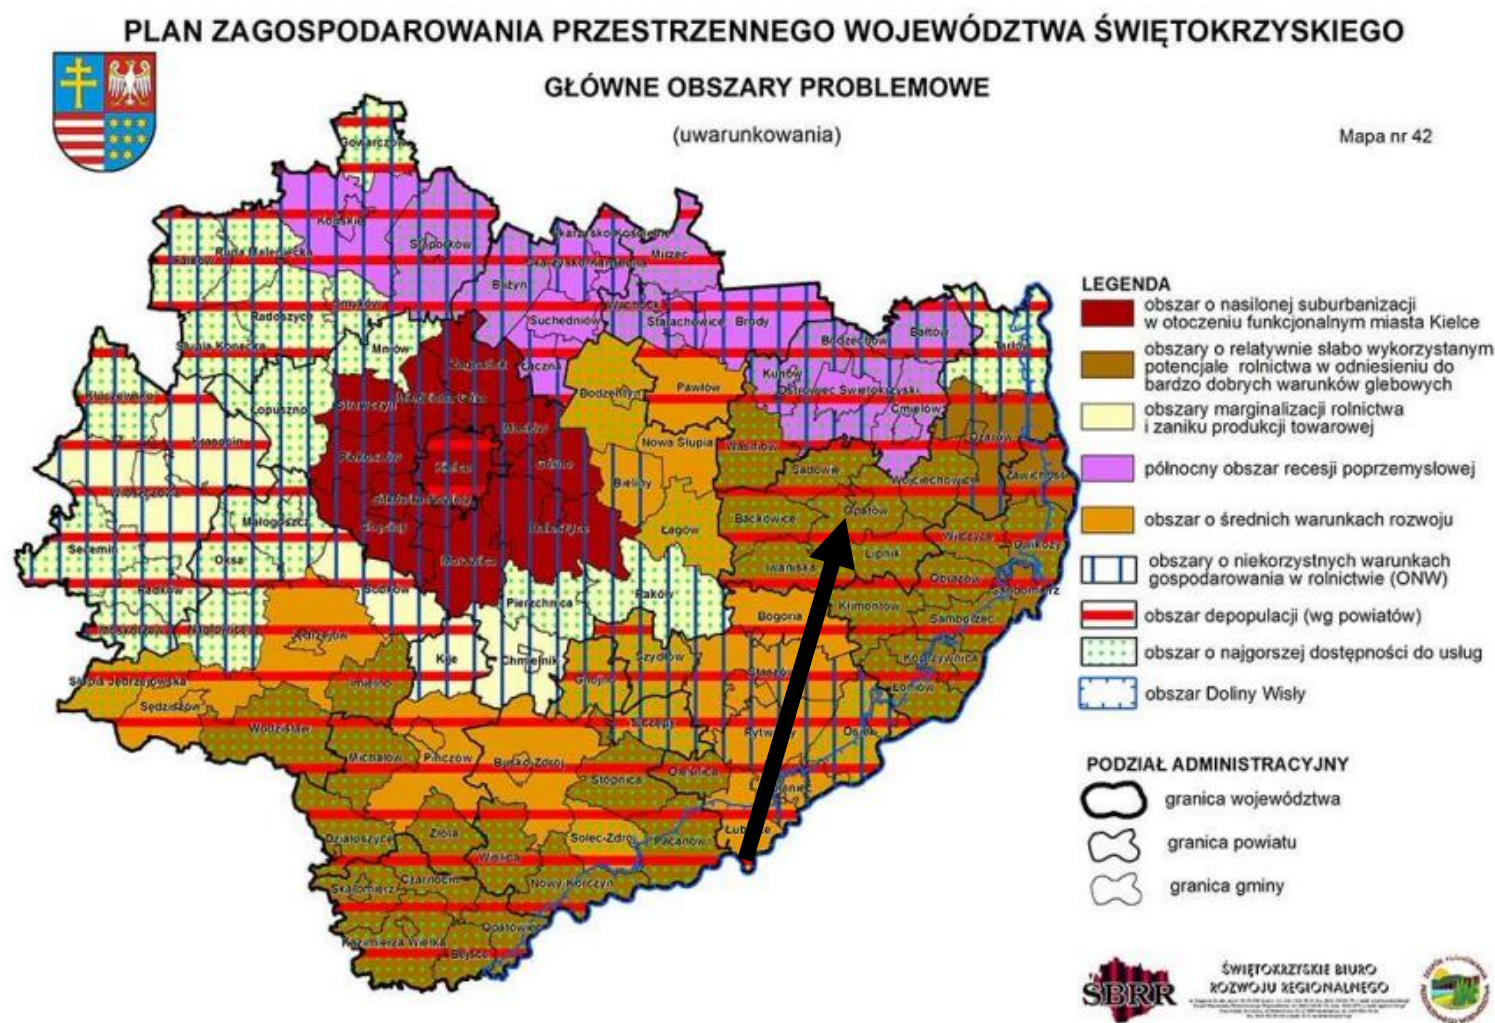 PLAN ZAGOSPODAROWANIA PRZESTRZENNEGO WOJEWÓDZTWA ŚWIĘTOKRZYSKIEGO
GŁÓWNE OBSZARY PROBLEMOWE
(uwarunkowania)
Mapa nr 42
Gowarczów
Końskie
Stąporków
Skarżysko Kościelne
Mirzec
Ruda Maleniecka
Fałków
Skarżysko-Kamienna
Bliżyn
Smyków
Wąchock
Radoszyce
Suchedniów
Starachowice
Brody
Bodzechów
Bałtów
Tarłów
Słupia Konecka
Mniów
Zagnańsk
Łączna
Pawłów
Kunów
Ostrowiec Świętokrzyski
Kluczewsko
Łopuszno
Strawczyn
Miedziana Góra
Bodzentyn
Ćmielów
Krasocin
Masłów
Nowa Słupia
Waśniów
Ożarów
Piekoszów
Kielce
Górno
Sadowie
Wojciechowice
Zawichost
Włoszczowa
Bieliny
Małogoszcz
Chęciny
Daleszyce
Łagów
Baćkowice
Opatów
Secemin
Oksa
Morawica
Iwaniska
Lipnik
Wilczyce
Dwikozy
Radków
Sobków
Pierzchnica
Raków
Obrazów
Sandomierz
Moskorzew
Nagłowice
Jędrzejów
Bogoria
Klimontów
Samborzec
Kije
Chmielnik
Szydłów
Staszów
Koprzywnica
Słupia Jędrzejowska
Imielno
Gnojno
Łoniów
Sędziszów
Wodzisław
Rytwiany
Osiek
Michałów
Pińczów
Busko-Zdrój
Stopnica
Oleśnica
Działoszyce
Złota
Solec-Zdrój
Pacanów
Wiślica
Skalbmierz
Czarnocin
Nowy Korczyn
Kazimierza Wielka
Opatowiec
Bejsce
LEGENDA
obszar o nasilonej suburbanizacji
w otoczeniu funkcjonalnym miasta Kielce
obszary o relatywnie słabo wykorzystanym
potencjale rolnictwa w odniesieniu do
bardzo dobrych warunków glebowych
obszary marginalizacji rolnictwa
i zaniku produkcji towarowej
północny obszar recesji poprzemysłowej
obszar o średnich warunkach rozwoju
obszary o niekorzystnych warunkach
gospodarowania w rolnictwie (ONW)
obszar depopulacji (wg powiatów)
obszar o najgorszej dostępności do usług
obszar Doliny Wisły
PODZIAŁ ADMINISTRACYJNY
granica województwa
granica powiatu
granica gminy
ŚBRR
ŚWIĘTOKRZYSKIE BIURO
ROZWOJU REGIONALNEGO